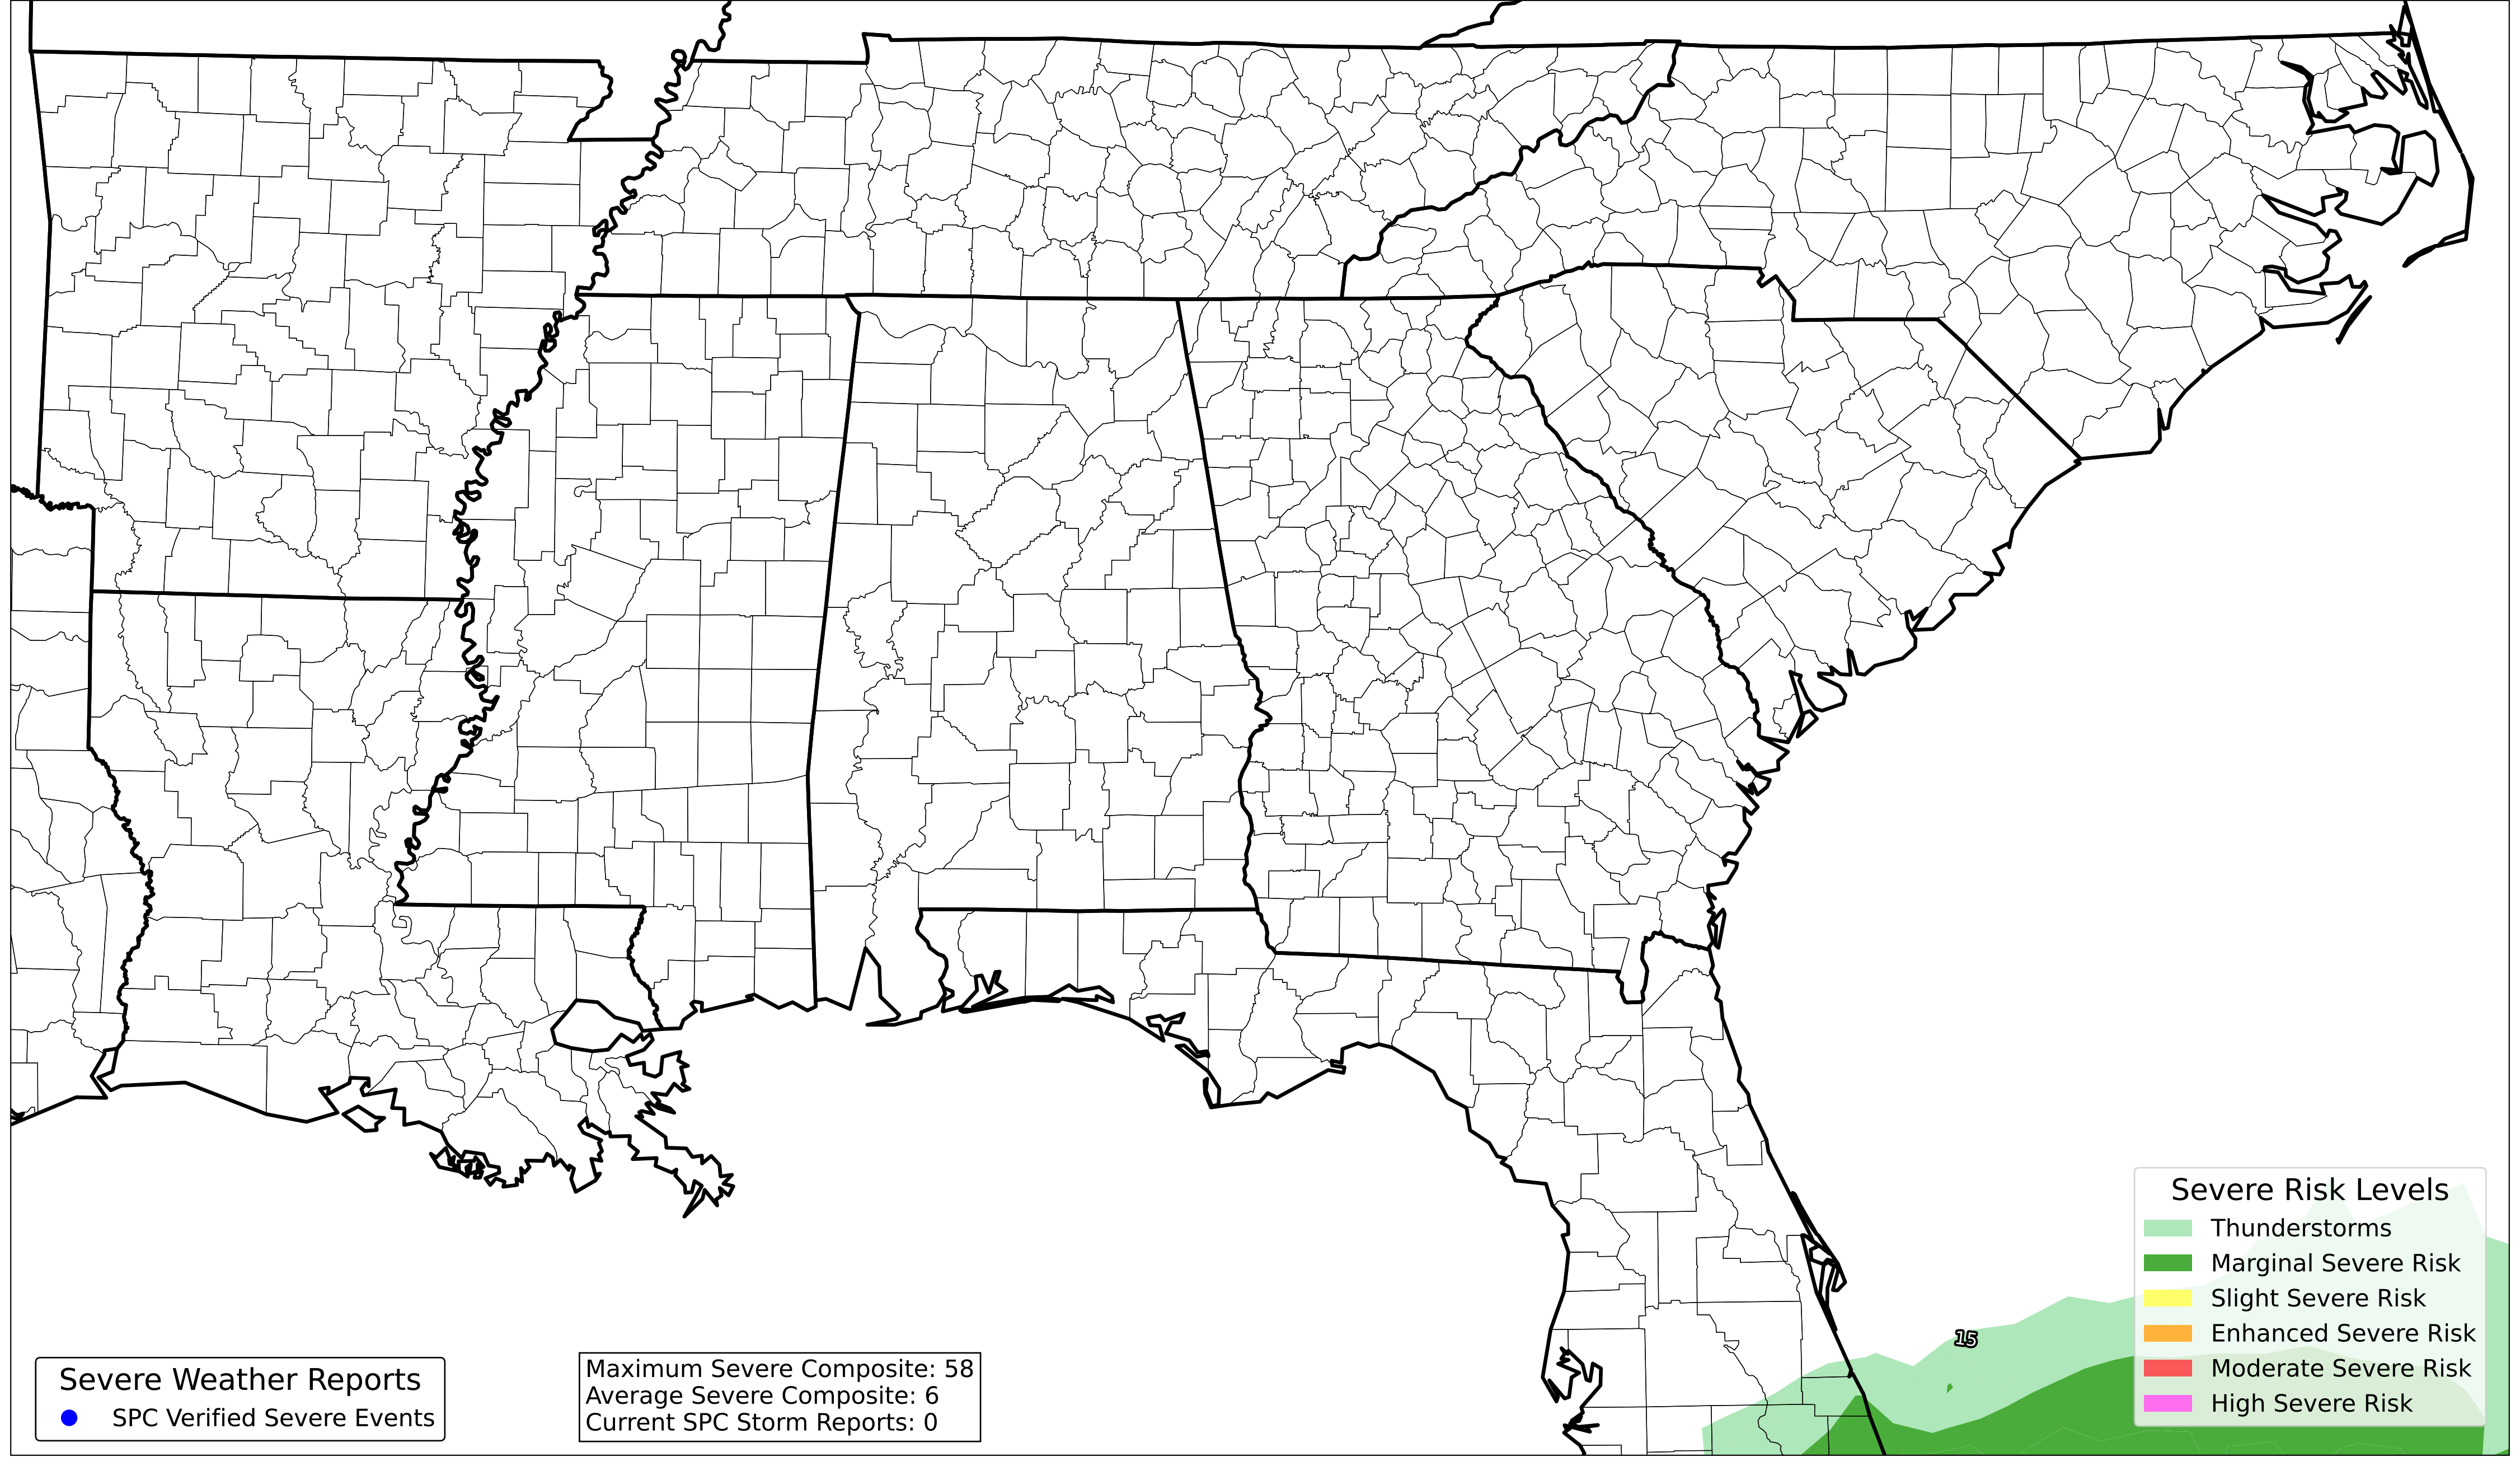 15
Severe Weather Reports
SPC Verified Severe Events
Maximum Severe Composite: 58
Average Severe Composite: 6
Current SPC Storm Reports: 0
Severe Risk Levels
Thunderstorms
Marginal Severe Risk
Slight Severe Risk
Enhanced Severe Risk
Moderate Severe Risk
High Severe Risk